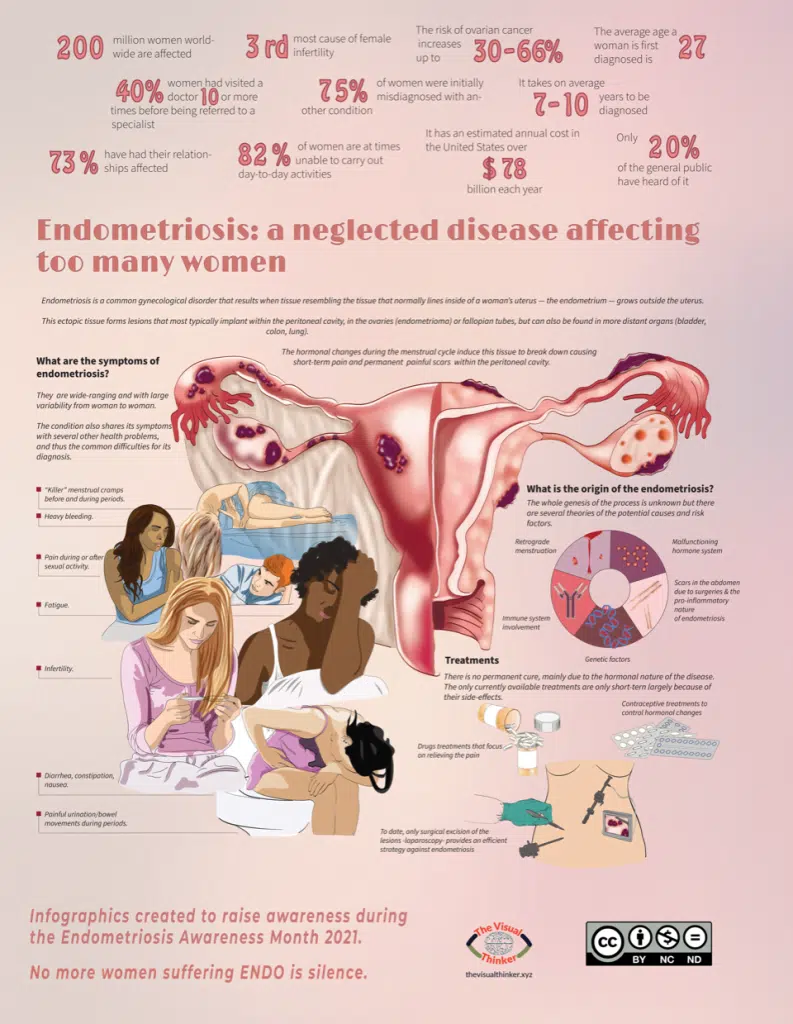 200 million women world-
wide are affected
3rd most cause of female
infertility
The risk of ovarian cancer
increases
up to 30-66%
The average age a
woman is first
diagnosed is 27
40% women had visited a
doctor 10 or more
times before being referred to a
specialist
75% of women were initially
misdiagnosed with an-
other condition
It takes on average
7-10 years to be
diagnosed
73% have had their relation-
ships affected
82% of women are at times
unable to carry out
day-to-day activities
It has an estimated annual cost in
the United States over
$78
billion each year
Only
20%
of the general public
have heard of it
Endometriosis: a neglected disease affecting
too many women
Endometriosis is a common gynecological disorder that results when tissue resembling the tissue that normally lines inside of a woman's uterus — the endometrium — grows outside the uterus.
This ectopic tissue forms lesions that most typically implant within the peritoneal cavity, in the ovaries (endometrioma) or fallopian tubes, but can also be found in more distant organs (bladder,
colon, lung).
The hormonal changes during the menstrual cycle induce this tissue to break down causing
short-term pain and permanent painful scars within the peritoneal cavity.
What are the symptoms of
endometriosis?
They are wide-ranging and with large
variability from woman to woman.
The condition also shares its symptoms
with several other health problems,
and thus the common difficulties for its
diagnosis.
"Killer" menstrual cramps
before and during periods.
Heavy bleeding.
Pain during or after
sexual activity.
Fatigue.
Infertility.
Diarrhea, constipation,
nausea.
Painful urination/bowel
movements during periods.
What is the origin of the endometriosis?
The whole genesis of the process is unknown but there
are several theories of the potential causes and risk
factors.
Retrograde
menstruation
Malfunctioning
hormone system
Scars in the abdomen
due to surgeries & the
pro-inflammatory
nature
of endometriosis
Immune system
involvement
Genetic factors
Treatments
There is no permanent cure, mainly due to the hormonal nature of the disease.
The only currently available treatments are only short-tern largely because of
their side-effects.
Contraceptive treatments to
control hormonal changes
Drugs treatments that focus
on relieving the pain
To date, only surgical excision of the
lesions -laparoscopy- provides an efficient
strategy against endometriosis
Infographics created to raise awareness during
the Endometriosis Awareness Month 2021.
No more women suffering ENDO is silence.
The Visual
Thinker
thevisualthinker.xyz
cc
BY NC ND